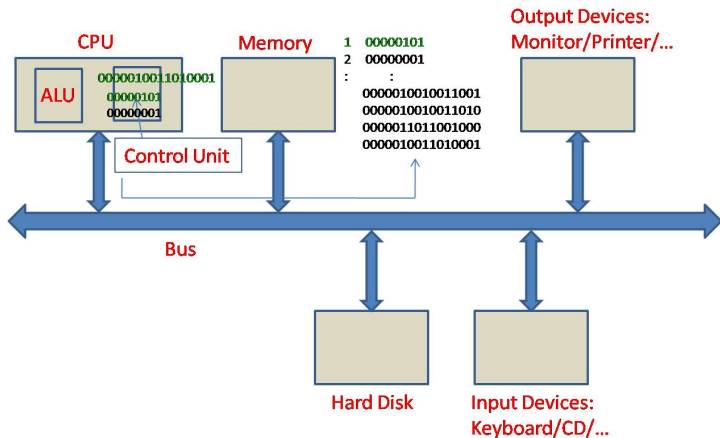 CPU
ALU
0000010011010001
00000101
00000001
Control Unit
Memory
1 00000101
2 00000001
: :
0000010010011001
0000010010011010
0000011011001000
0000010011010001
Output Devices:
Monitor/Printer/...
Bus
Hard Disk
Input Devices:
Keyboard/CD/...